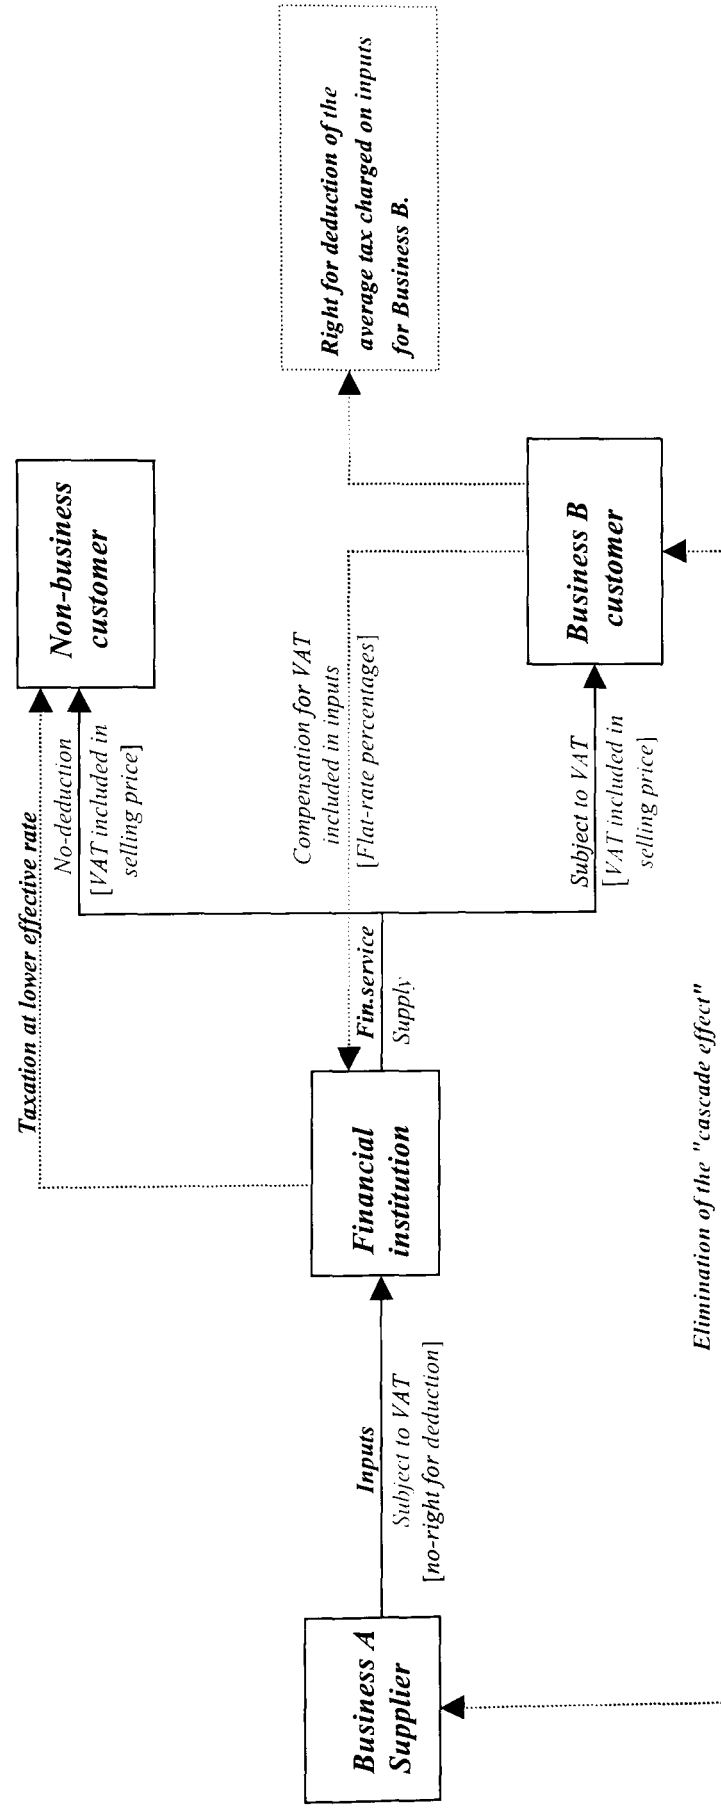 Business A
Supplier
Inputs
Subject to VAT
[no-right for deduction]
Financial
institution
Fin.service
Supply
Taxation at lower effective rate
No-deduction
[VAT included in
selling price]
Non-business
customer
Compensation for VAT
included in inputs
[Flat-rate percentages]
Subject to VAT
[VAT included in
selling price]
Business B
customer
Right for deduction of the
average tax charged on inputs
for Business B.
Elimination of the "cascade effect"